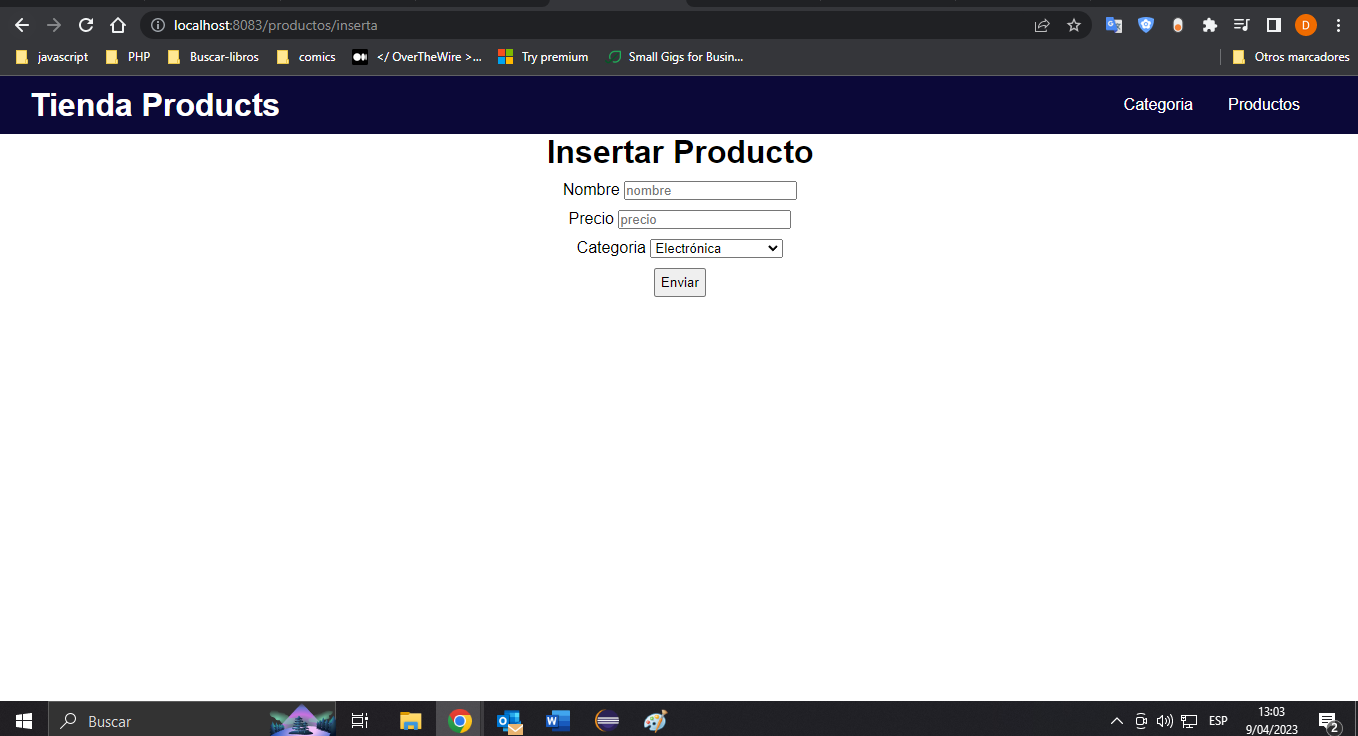 localhost:8083/productos/inserta
D
javascript PHP Buscar-libros comics </ OverTheWire >... Try premium Small Gigs for Busin... Otros marcadores
Tienda Products Categoria Productos
Insertar Producto
Nombre nombre
Precio precio
Categoria Electrónica
Enviar
Buscar ESP 13:03
9/04/2023 2